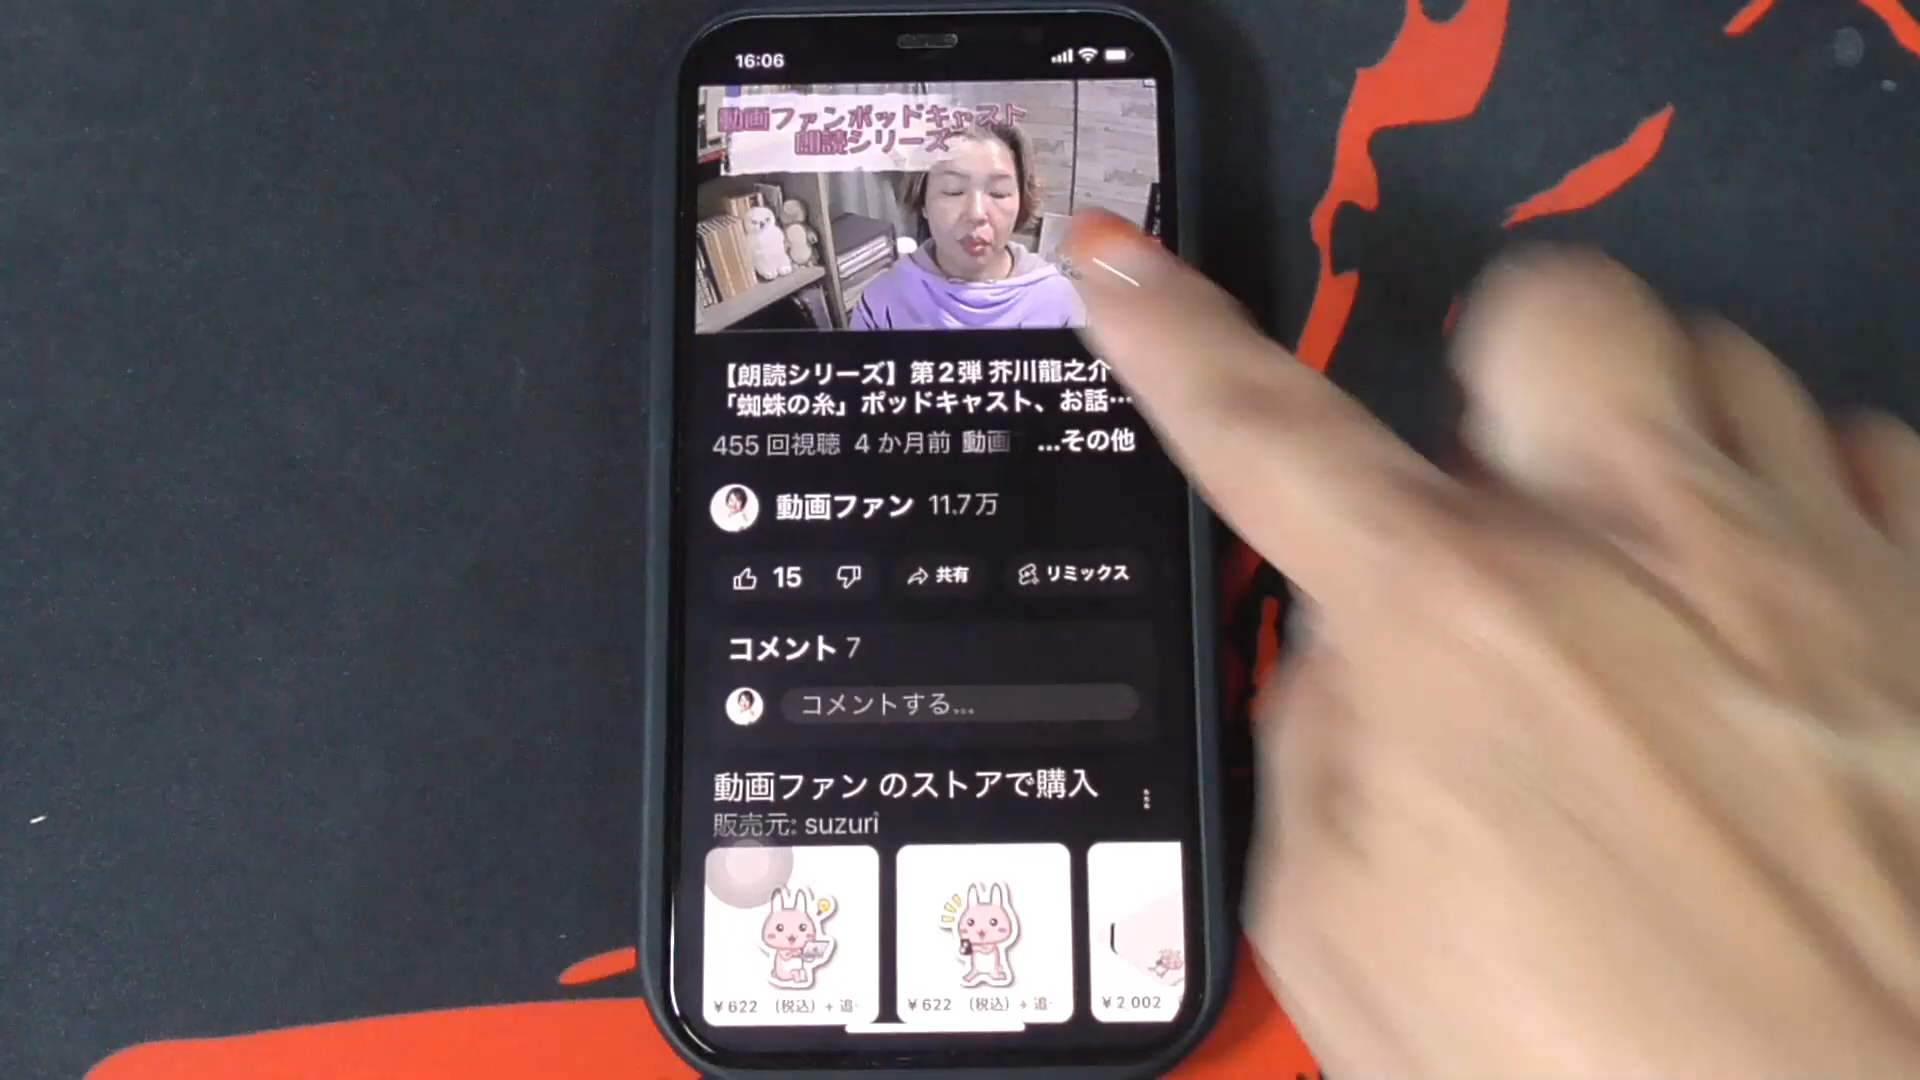 16:06
動画ファンポッドキャスト
朗読シリーズ
【朗読シリーズ】第2弾 芥川龍之介
「蜘蛛の糸」ポッドキャスト、お話…
455 回視聴 4 か月前 動画 ...その他
動画ファン 11.7万
15 共有 リミックス
コメント 7
コメントする...
動画ファン のストアで購入
販売元: suzuri
¥622 (税込) + 追 ¥622 (税込) + 追 ¥2,002